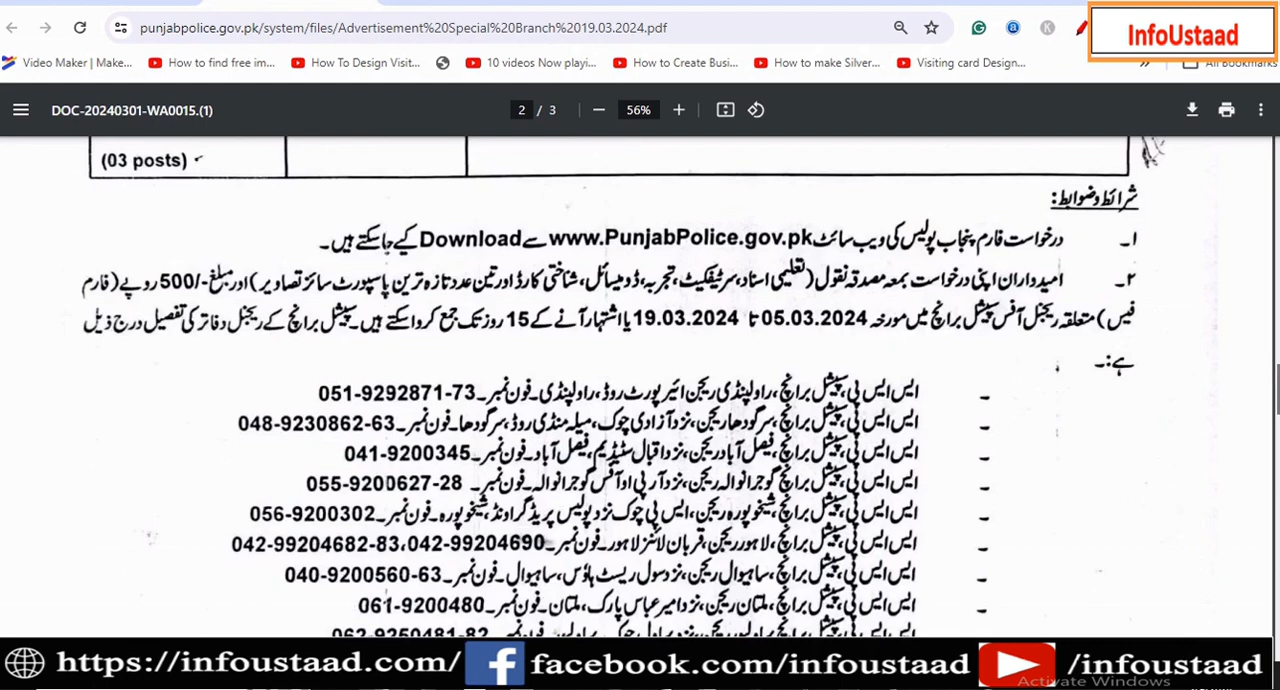 punjabpolice.gov.pk/system/files/Advertisement%20Special%20Branch%2019.03.2024.pdf
InfoUstaad
Video Maker | Make...
How to find free im...
How To Design Visit...
10 videos Now playi...
How to Create Busi...
How to make Silver...
Visiting card Design...
All Bookmarks
DOC-20240301-WA0015.(1)
2 / 3
56%
(03 posts)
شرائط و ضوابط:
۱۔ درخواست فارم پنجاب پولیس کی ویب سائٹ www.PunjabPolice.gov.pk سے Download کیے جاسکتے ہیں۔
۲۔ امیدواران اپنی درخواست بمعہ مصدقہ نقول (تعلیمی اسناد، سرٹیفکیٹ، تجربہ، ڈومیسائل، شناختی کارڈ اور تین عدد تازہ ترین پاسپورٹ سائز تصاویر) اور مبلغ -/500 روپے (فارم
فیس) متعلقہ ریجنل آفس سپیشل برانچ میں مورخہ 05.03.2024 تا 19.03.2024 یا اشتہار آنے کے 15 روز تک جمع کروا سکتے ہیں۔ سپیشل برانچ کے ریجنل دفاتر کی تفصیل درج ذیل
ہے:۔
- ایس ایس پی، سپیشل برانچ، راولپنڈی ریجن ائیرپورٹ روڈ، راولپنڈی۔ فون نمبر۔ 051-9292871-73
- ایس ایس پی، سپیشل برانچ، سرگودھا ریجن، نزد آزادی چوک، میلہ منڈی روڈ، سرگودھا۔ فون نمبر۔ 048-9230862-63
- ایس ایس پی، سپیشل برانچ، فیصل آباد ریجن، نزد اقبال سٹیڈیم، فیصل آباد۔ فون نمبر۔ 041-9200345
- ایس ایس پی، سپیشل برانچ گوجرانوالہ ریجن، نزد آر پی او آفس گوجرانوالہ۔ فون نمبر۔ 055-9200627-28
- ایس ایس پی، سپیشل برانچ، شیخوپورہ ریجن، ایس پی چوک نزد پولیس پریڈ گراونڈ، شیخوپورہ۔ فون نمبر۔ 056-9200302
- ایس ایس پی، سپیشل برانچ، لاہور ریجن، قربان لائنز لاہور۔ فون نمبر۔ 042-99204690، 042-99204682-83
- ایس ایس پی، سپیشل برانچ، ساہیوال ریجن، نزد سول ریسٹ ہاؤس، ساہیوال۔ فون نمبر۔ 040-9200560-63
- ایس ایس پی، سپیشل برانچ، ملتان ریجن، نزد امیر عباس پارک، ملتان۔ فون نمبر۔ 061-9200480
062-9250481-82
https://infoustaad.com/
facebook.com/infoustaad
/infoustaad
Activate Windows